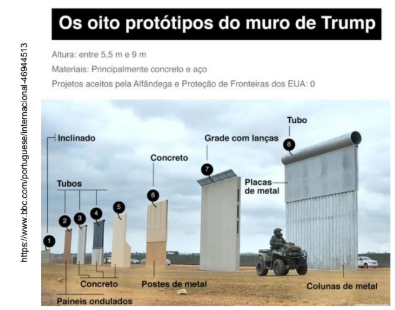 Os oito protótipos do muro de Trump
Altura: entre 5,5 m e 9 m
Materiais: Principalmente concreto e aço
Projetos aceitos pela Alfândega e Proteção de Fronteiras dos EUA: 0
https://www.bbc.com/portuguese/internacional-46944513
Tubo
8
Inclinado
Grade com lanças
Concreto
7
Tubos
Placas
de metal
6
5
2 3 4
1
Concreto
Postes de metal
Colunas de metal
Paineis ondulados